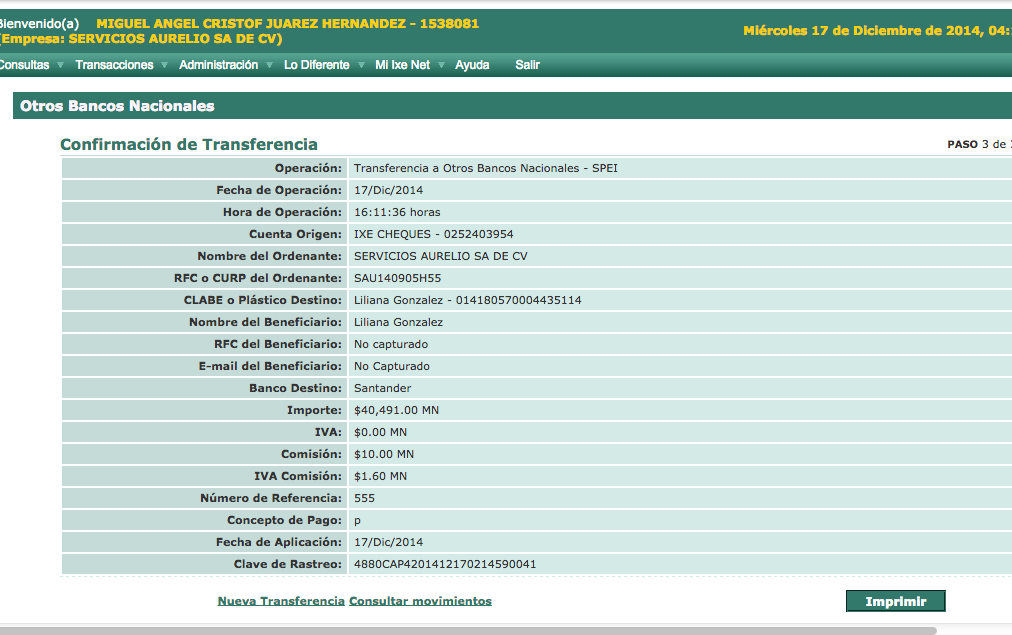 Bienvenido(a) MIGUEL ANGEL CRISTOF JUAREZ HERNANDEZ - 1538081
(Empresa: SERVICIOS AURELIO SA DE CV)
Miércoles 17 de Diciembre de 2014, 04:
Consultas Transacciones Administración Lo Diferente Mi Ixe Net Ayuda Salir
Otros Bancos Nacionales
Confirmación de Transferencia
PASO 3 de
Operación: Transferencia a Otros Bancos Nacionales - SPEI
Fecha de Operación: 17/Dic/2014
Hora de Operación: 16:11:36 horas
Cuenta Origen: IXE CHEQUES - 0252403954
Nombre del Ordenante: SERVICIOS AURELIO SA DE CV
RFC o CURP del Ordenante: SAU140905H55
CLABE o Plástico Destino: Liliana Gonzalez - 014180570004435114
Nombre del Beneficiario: Liliana Gonzalez
RFC del Beneficiario: No capturado
E-mail del Beneficiario: No Capturado
Banco Destino: Santander
Importe: $40,491.00 MN
IVA: $0.00 MN
Comisión: $10.00 MN
IVA Comisión: $1.60 MN
Número de Referencia: 555
Concepto de Pago: p
Fecha de Aplicación: 17/Dic/2014
Clave de Rastreo: 4880CAP4201412170214590041
Nueva Transferencia Consultar movimientos
Imprimir